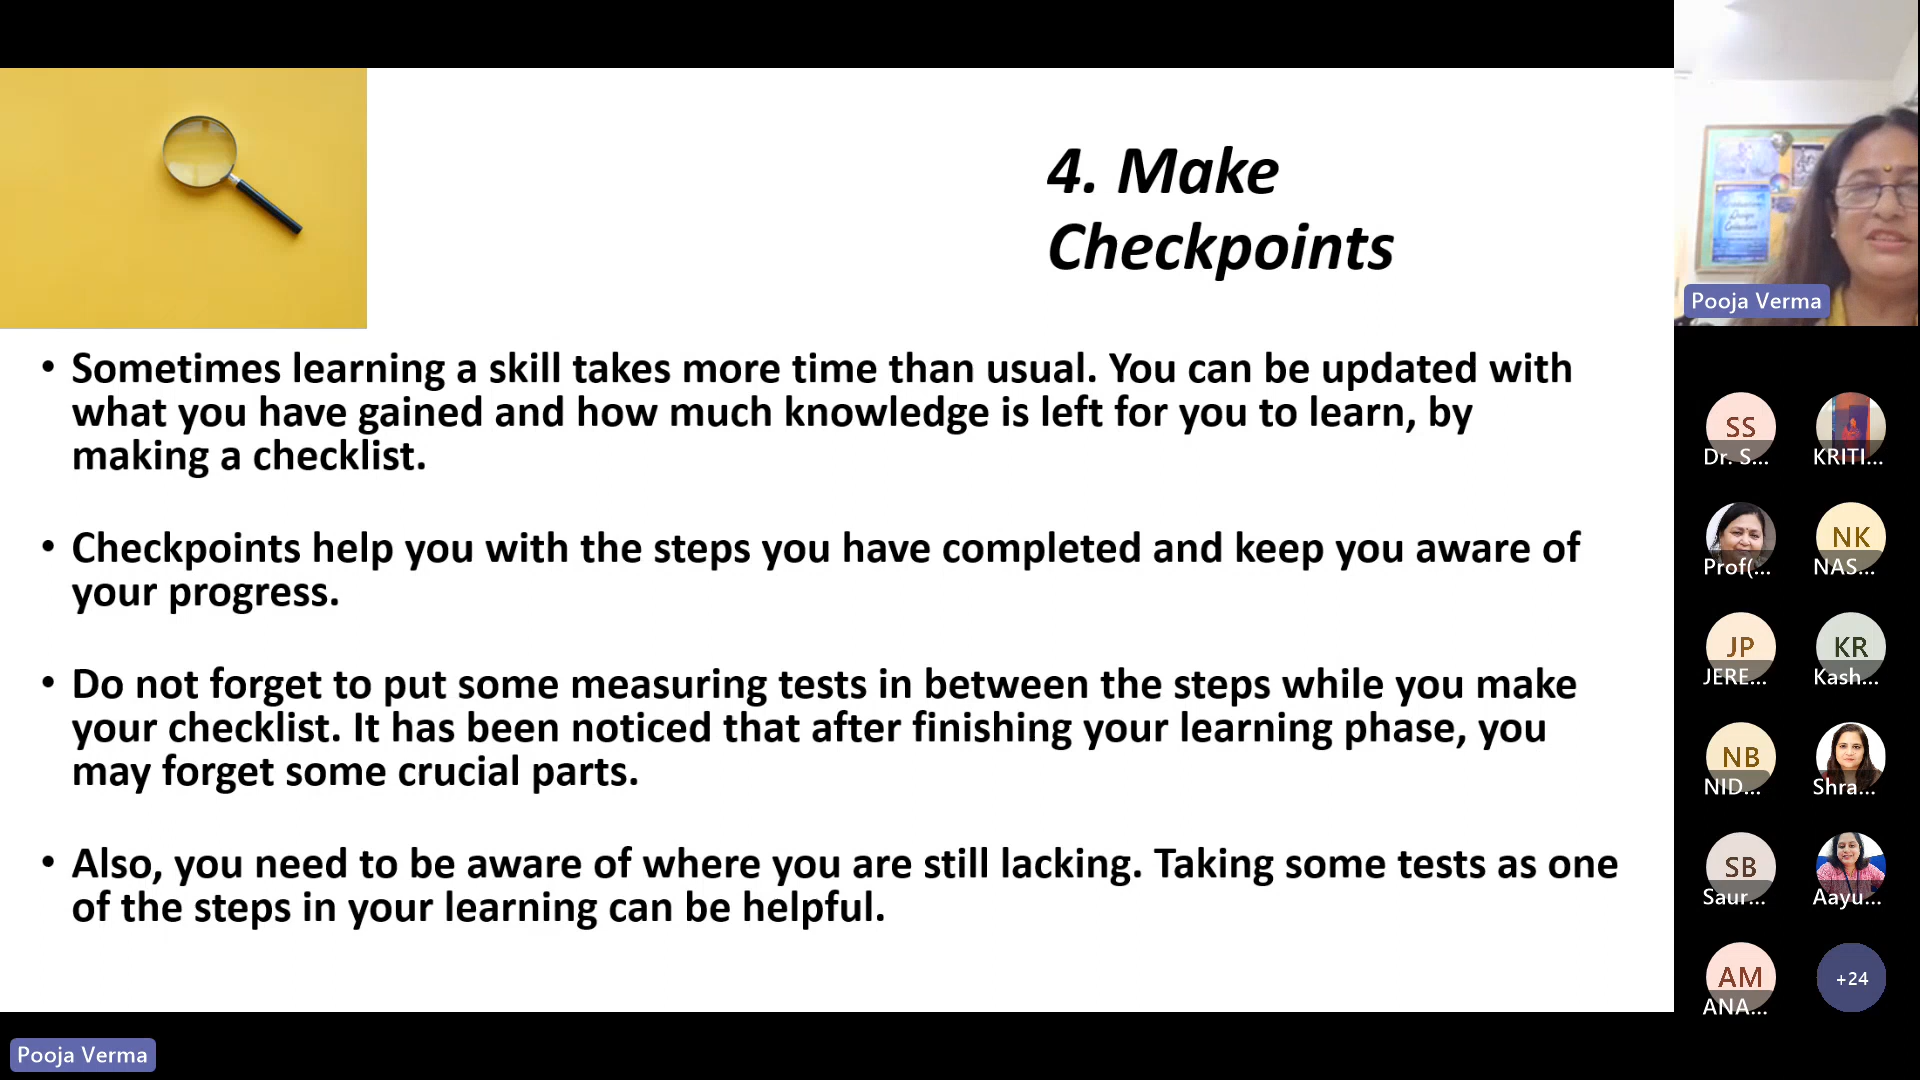 4. Make
Checkpoints
• Sometimes learning a skill takes more time than usual. You can be updated with
what you have gained and how much knowledge is left for you to learn, by
making a checklist.
• Checkpoints help you with the steps you have completed and keep you aware of
your progress.
• Do not forget to put some measuring tests in between the steps while you make
your checklist. It has been noticed that after finishing your learning phase, you
may forget some crucial parts.
• Also, you need to be aware of where you are still lacking. Taking some tests as one
of the steps in your learning can be helpful.
Pooja Verma
SS
Dr. S...
KRITI...
Prof(...
NK
NAS...
JP
JERE...
KR
Kash...
NB
NID...
Shra...
SB
Saur...
Aayu...
AM
ANA...
+24
Pooja Verma